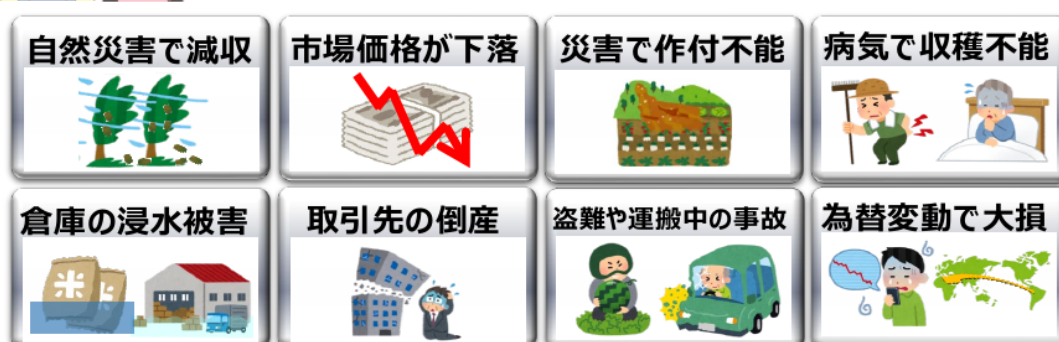 自然災害で減収
市場価格が下落
災害で作付不能
病気で収穫不能
倉庫の浸水被害
米
取引先の倒産
盗難や運搬中の事故
為替変動で大損